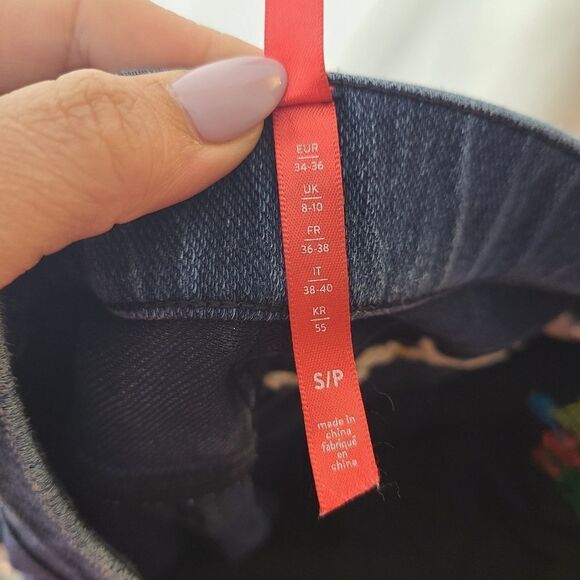 EUR
34-36
UK
8-10
FR
36-38
IT
38-40
KR
55
S/P
made in
china
fabriqué
en
chine